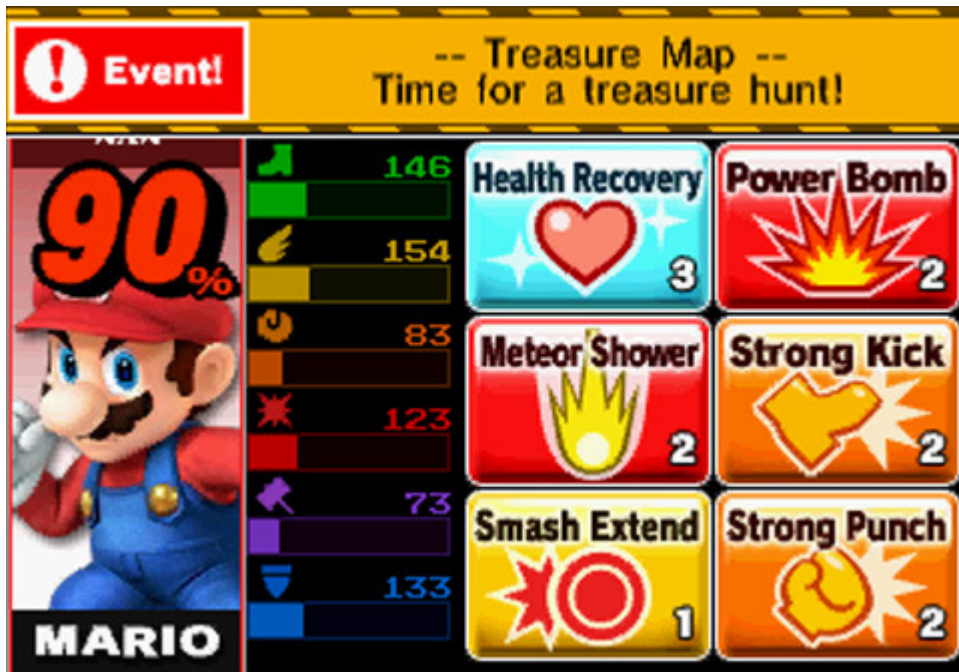 Event!
-- Treasure Map --
Time for a treasure hunt!
90%
MARIO
146
154
83
123
73
133
Health Recovery
3
Power Bomb
2
Meteor Shower
2
Strong Kick
2
Smash Extend
1
Strong Punch
2